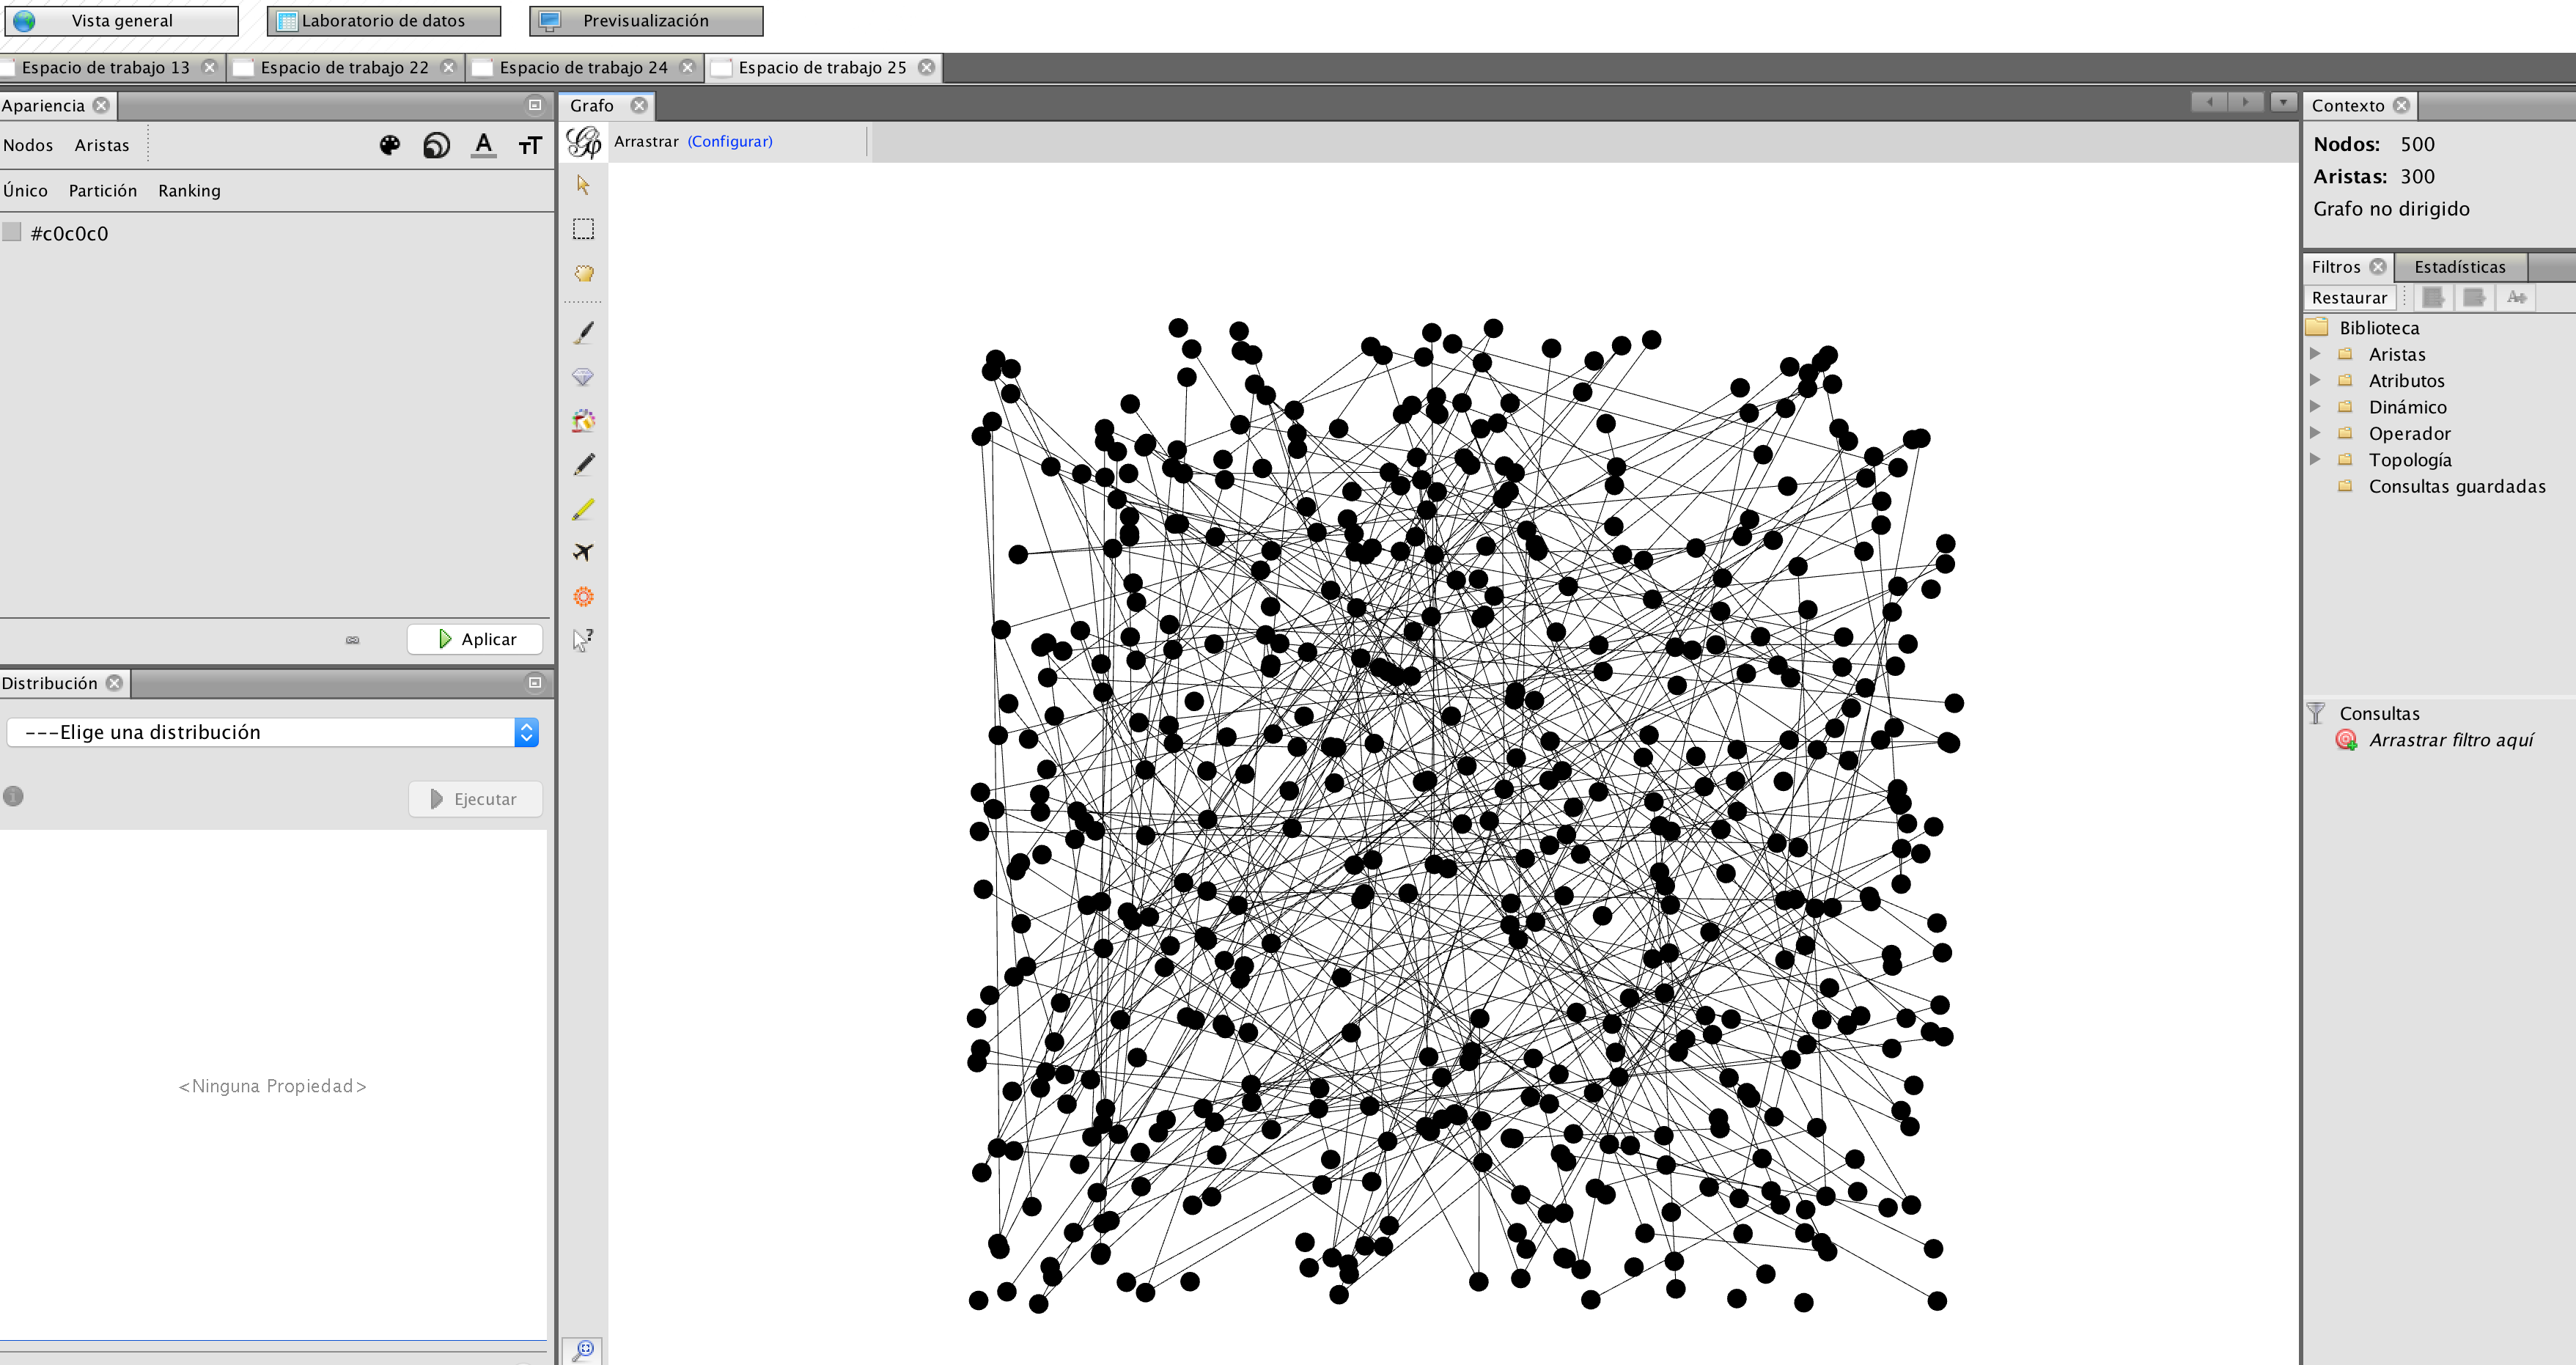 Vista general
Laboratorio de datos
Previsualización
Espacio de trabajo 13
Espacio de trabajo 22
Espacio de trabajo 24
Espacio de trabajo 25
Apariencia
Nodos Aristas
Único Partición Ranking
#c0c0c0
Aplicar
Distribución
---Elige una distribución
Ejecutar
<Ninguna Propiedad>
Grafo
Arrastrar (Configurar)
Contexto
Nodos: 500
Aristas: 300
Grafo no dirigido
Filtros Estadísticas
Restaurar
Biblioteca
Aristas
Atributos
Dinámico
Operador
Topología
Consultas guardadas
Consultas
Arrastrar filtro aquí